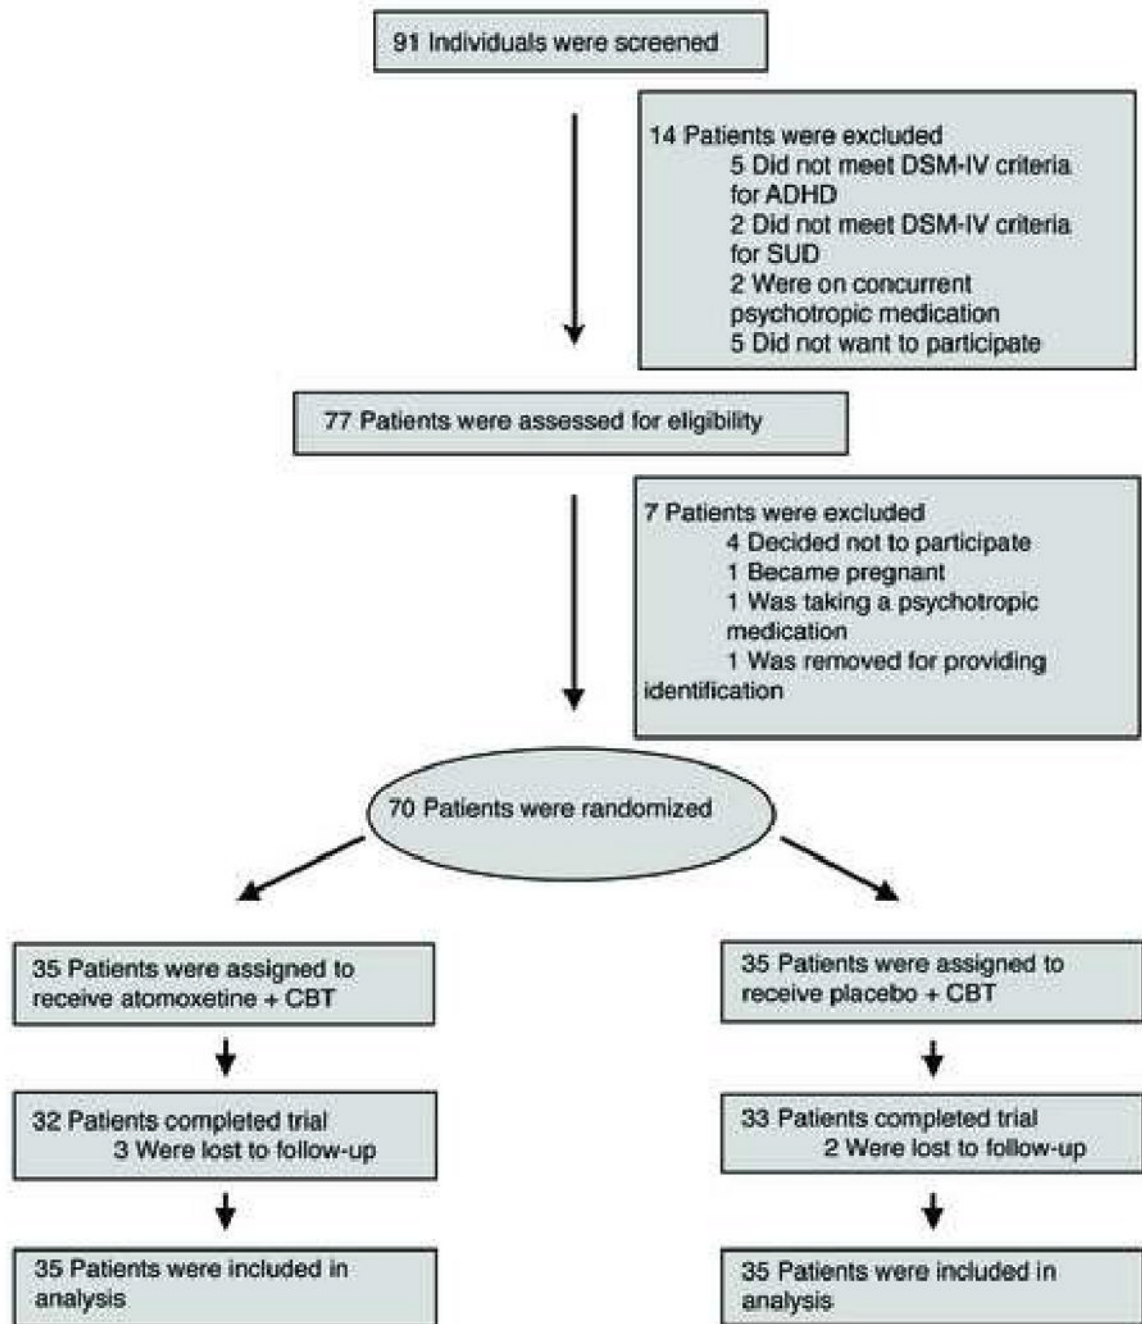 91 Individuals were screened
14 Patients were excluded
5 Did not meet DSM-IV criteria
for ADHD
2 Did not meet DSM-IV criteria
for SUD
2 Were on concurrent
psychotropic medication
5 Did not want to participate
77 Patients were assessed for eligibility
7 Patients were excluded
4 Decided not to participate
1 Became pregnant
1 Was taking a psychotropic
medication
1 Was removed for providing
identification
70 Patients were randomized
35 Patients were assigned to
receive atomoxetine + CBT
35 Patients were assigned to
receive placebo + CBT
32 Patients completed trial
3 Were lost to follow-up
33 Patients completed trial
2 Were lost to follow-up
35 Patients were included in
analysis
35 Patients were included in
analysis